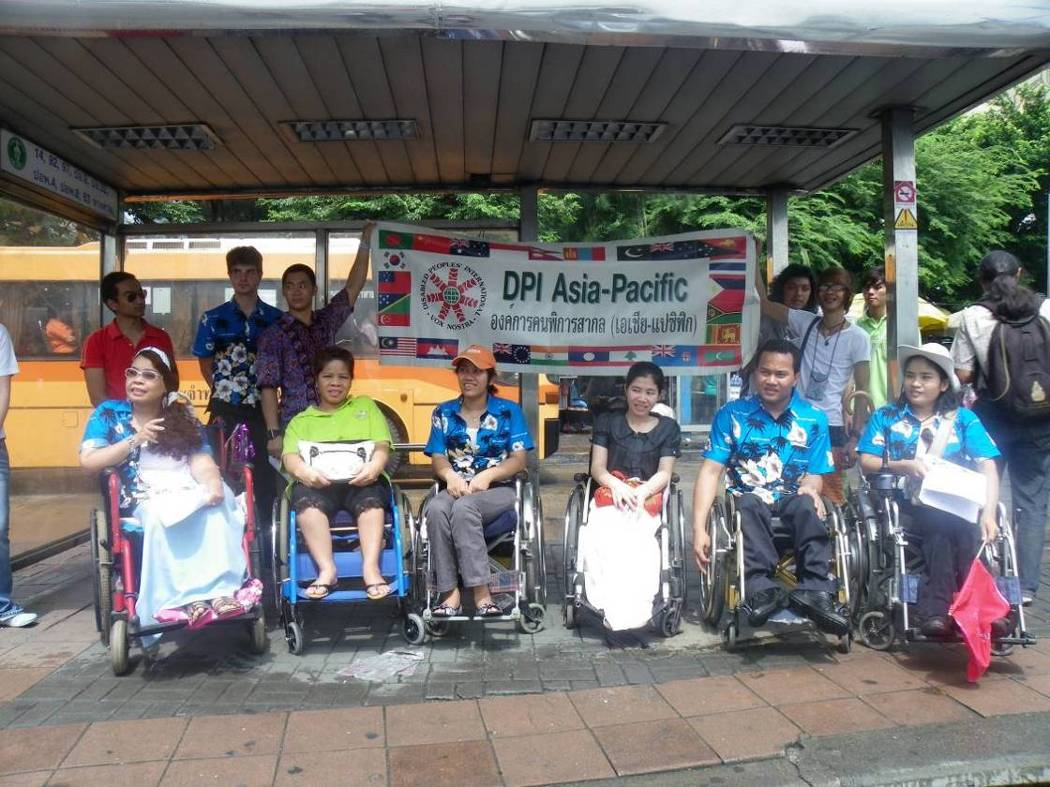 DISABLED PEOPLES' INTERNATIONAL
· VOX NOSTRA ·
DPI Asia-Pacific
องค์การคนพิการสากล (เอเชีย-แปซิฟิก)